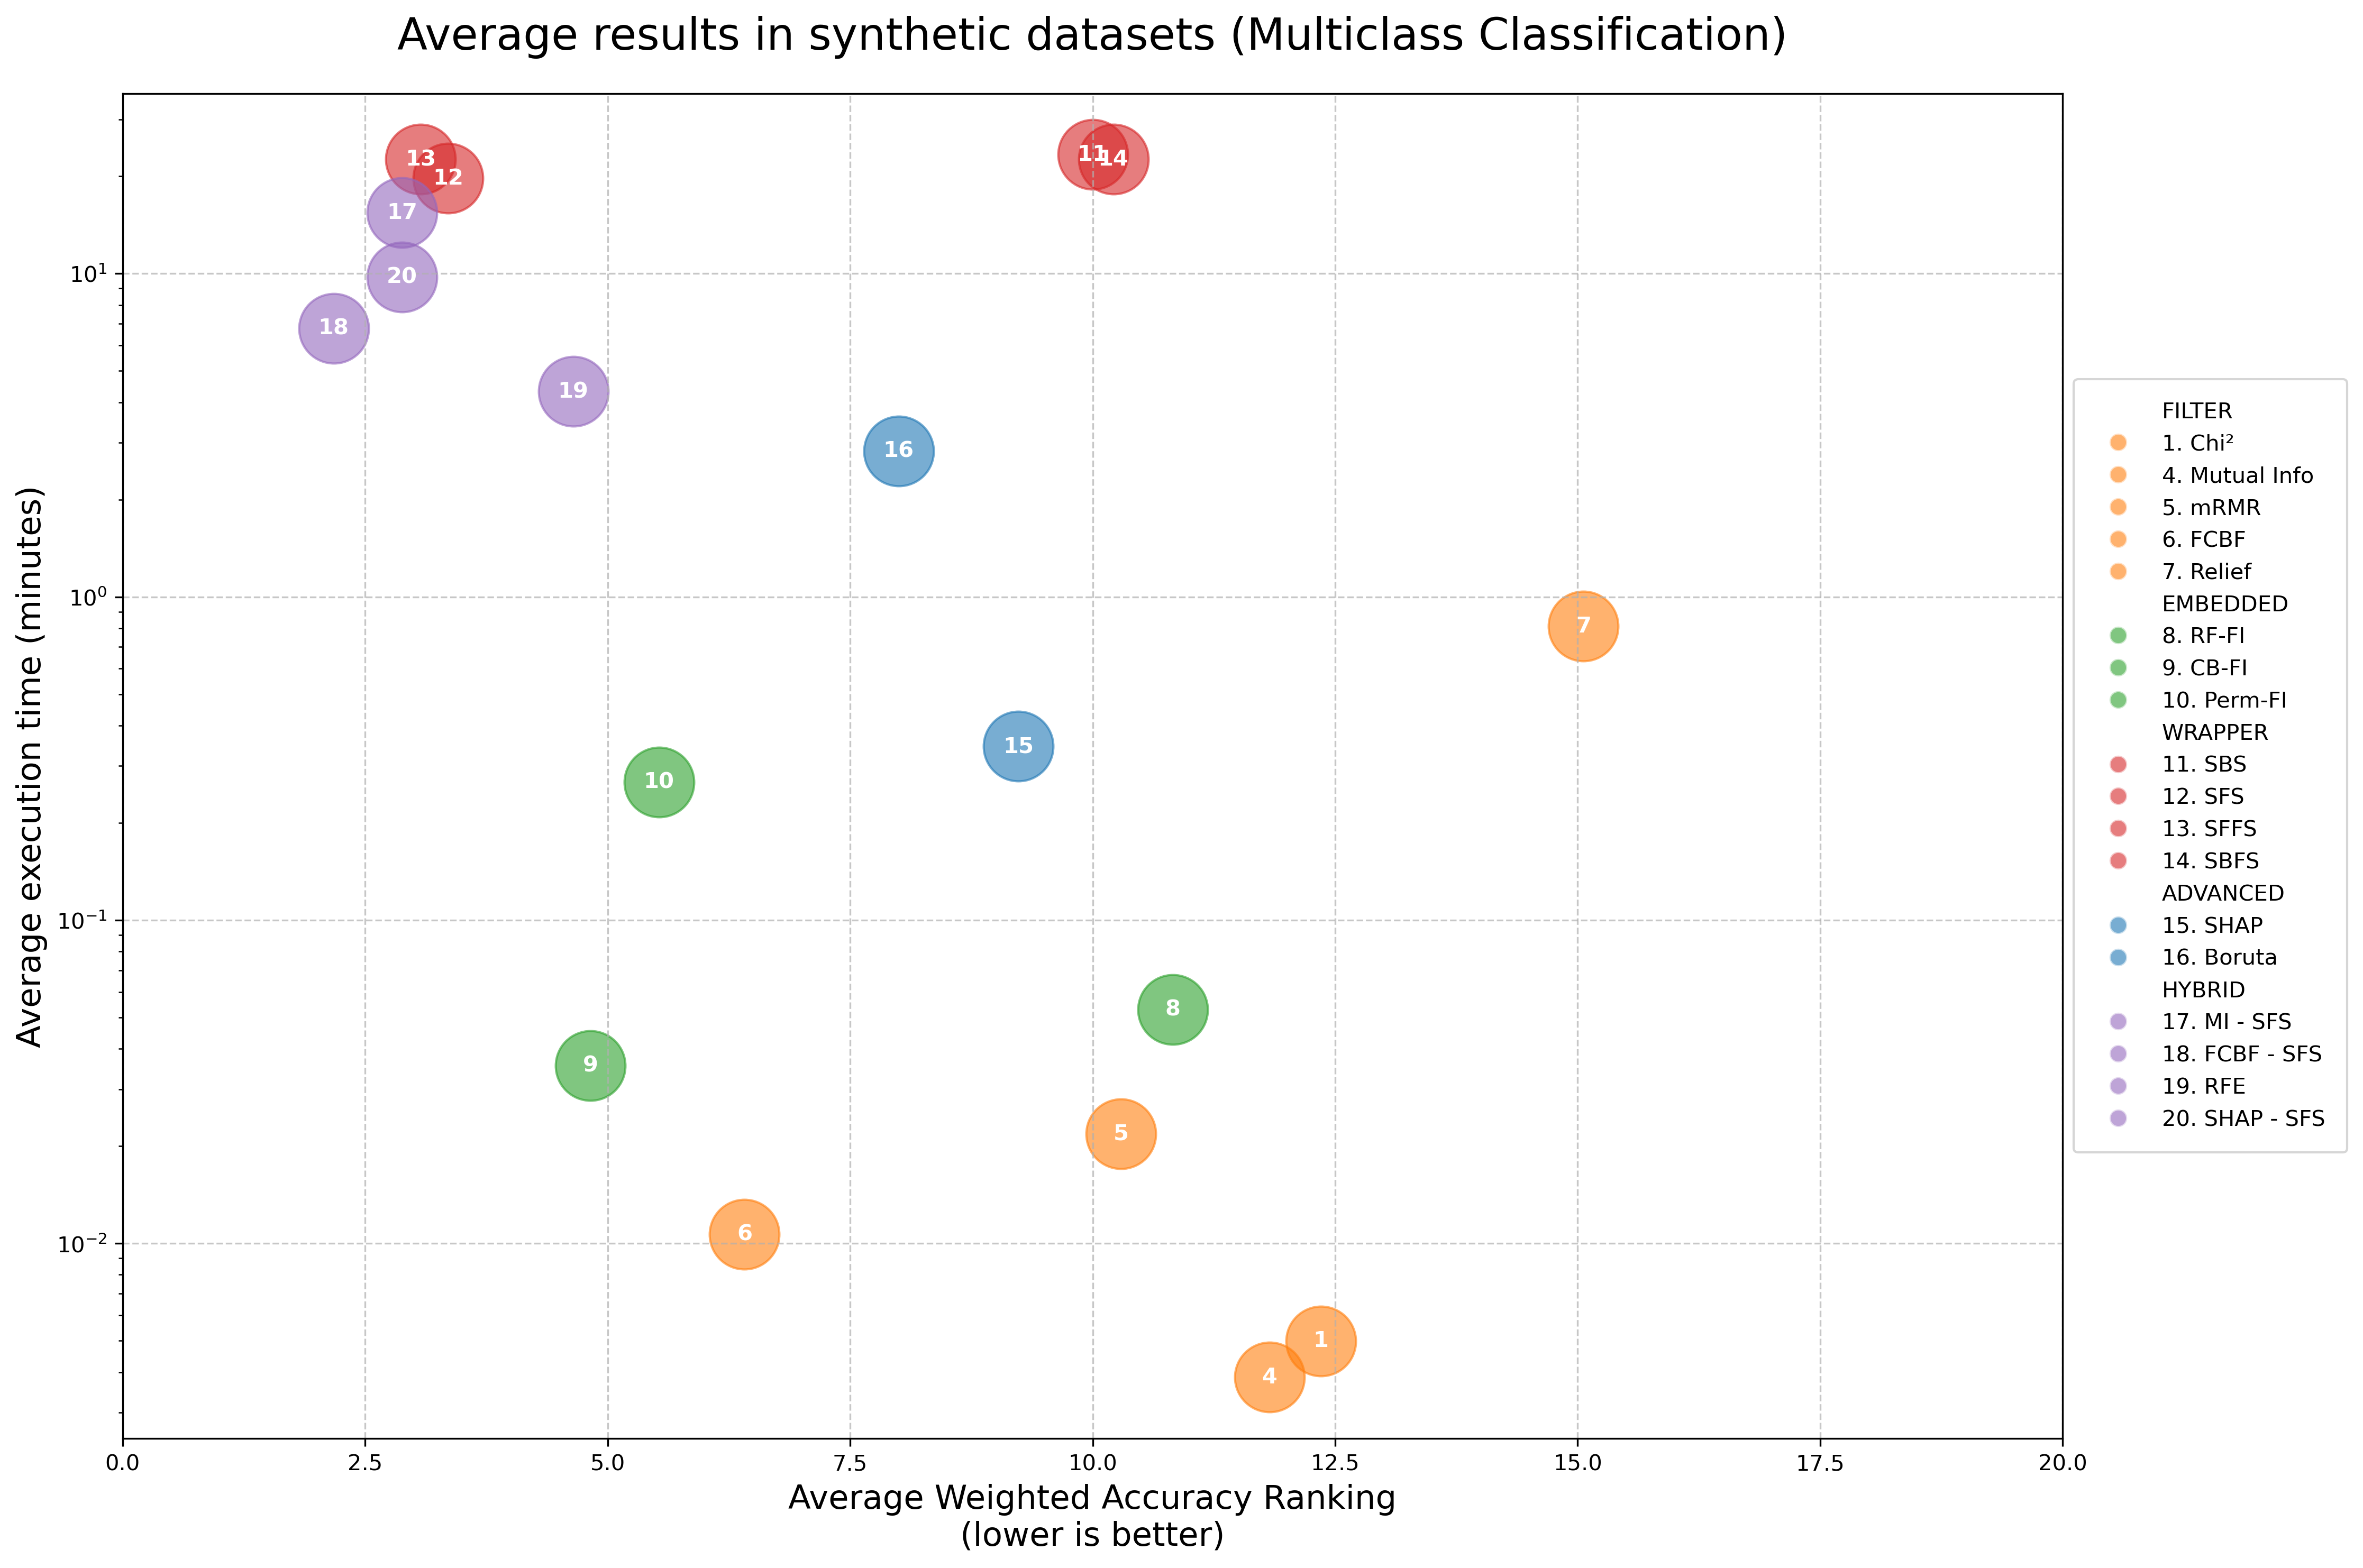 Average results in synthetic datasets (Multiclass Classification)
Average execution time (minutes)
10¹
10⁰
10⁻¹
10⁻²
13
12
11
14
17
20
18
19
16
7
15
10
8
9
5
6
1
4
0.0
2.5
5.0
7.5
10.0
12.5
15.0
17.5
20.0
Average Weighted Accuracy Ranking
(lower is better)
FILTER
1. Chi²
4. Mutual Info
5. mRMR
6. FCBF
7. Relief
EMBEDDED
8. RF-FI
9. CB-FI
10. Perm-FI
WRAPPER
11. SBS
12. SFS
13. SFFS
14. SBFS
ADVANCED
15. SHAP
16. Boruta
HYBRID
17. MI - SFS
18. FCBF - SFS
19. RFE
20. SHAP - SFS